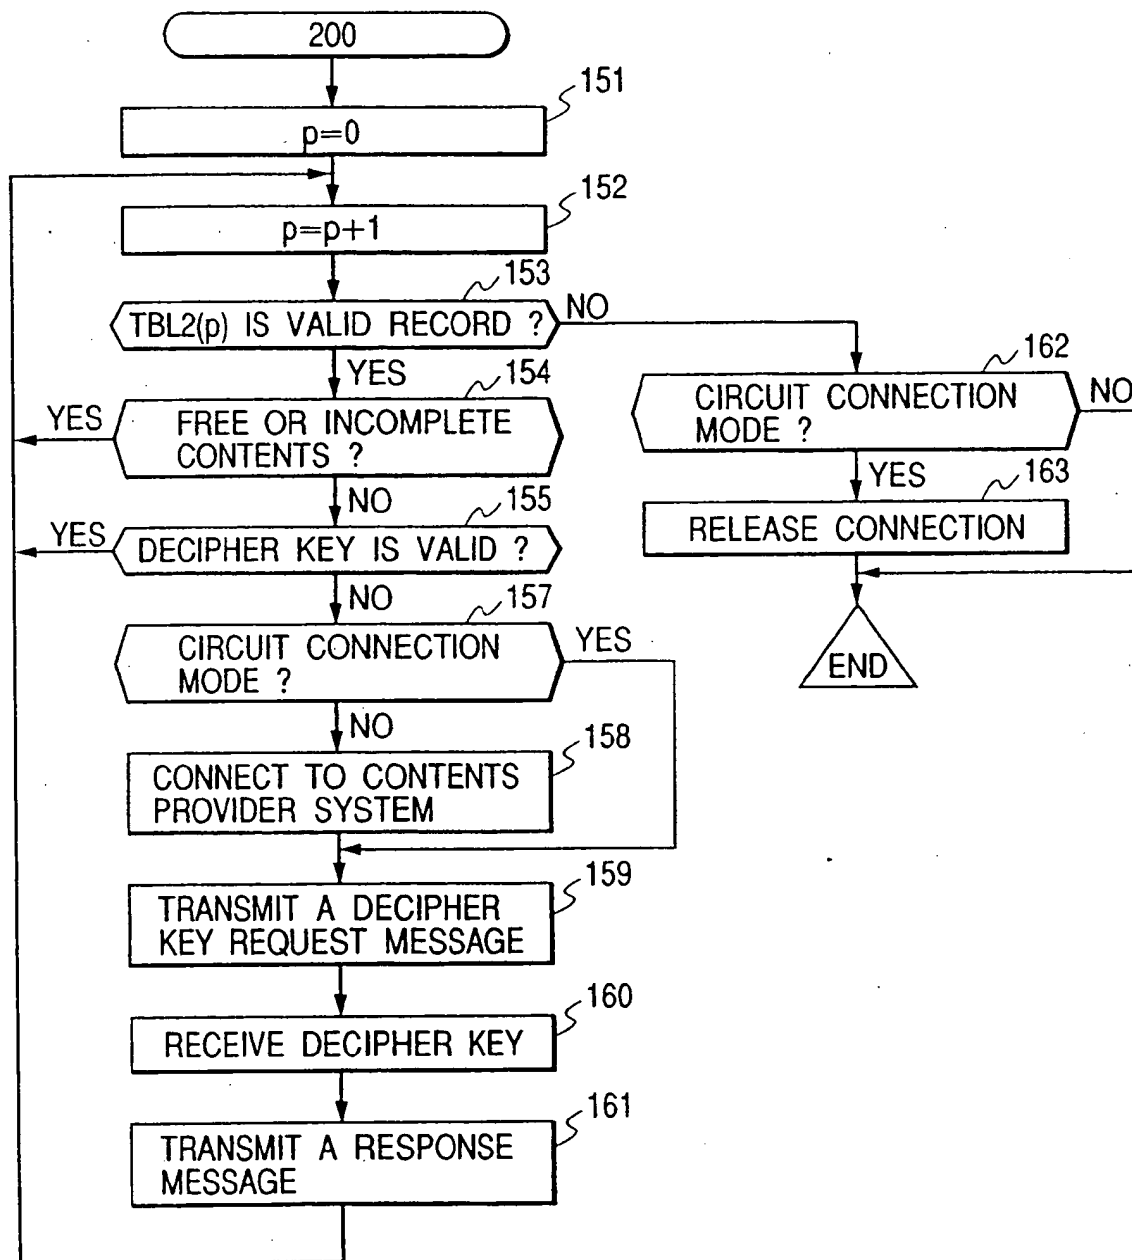 200
151
p=0
152
p=p+1
153
TBL2(p) IS VALID RECORD ?
NO
YES
154
162
YES
FREE OR INCOMPLETE
CONTENTS ?
CIRCUIT CONNECTION
MODE ?
NO
NO
YES
155
163
YES
DECIPHER KEY IS VALID ?
RELEASE CONNECTION
NO
157
CIRCUIT CONNECTION
MODE ?
YES
END
NO
158
CONNECT TO CONTENTS
PROVIDER SYSTEM
159
TRANSMIT A DECIPHER
KEY REQUEST MESSAGE
160
RECEIVE DECIPHER KEY
161
TRANSMIT A RESPONSE
MESSAGE